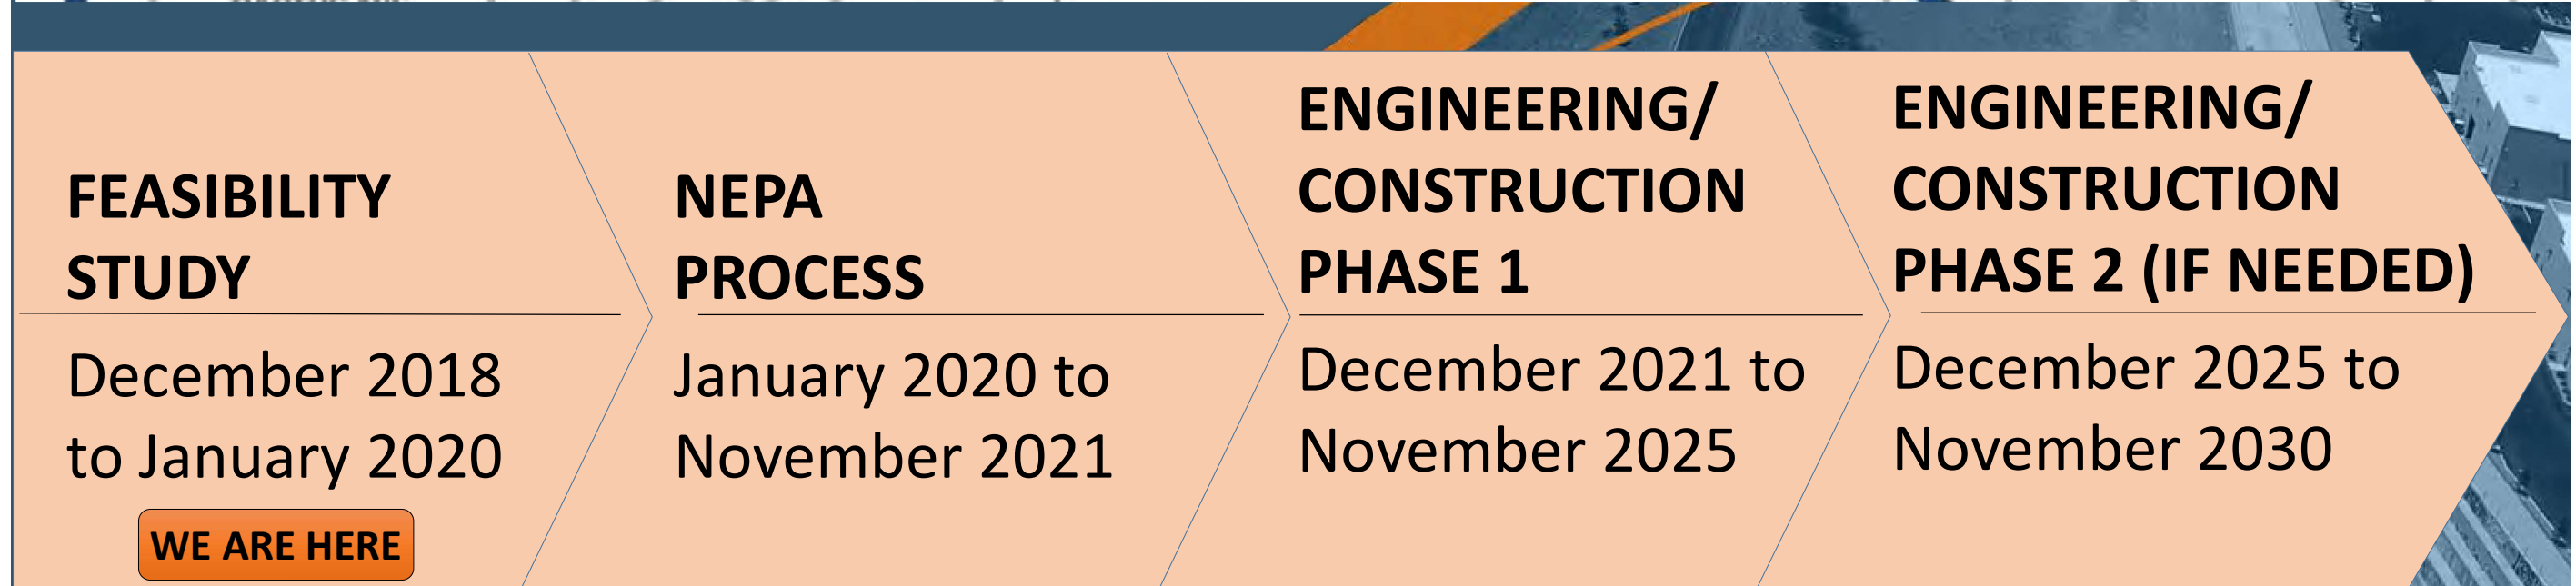 FEASIBILITY
STUDY
December 2018
to January 2020
WE ARE HERE
NEPA
PROCESS
January 2020 to
November 2021
ENGINEERING/
CONSTRUCTION
PHASE 1
December 2021 to
November 2025
ENGINEERING/
CONSTRUCTION
PHASE 2 (IF NEEDED)
December 2025 to
November 2030